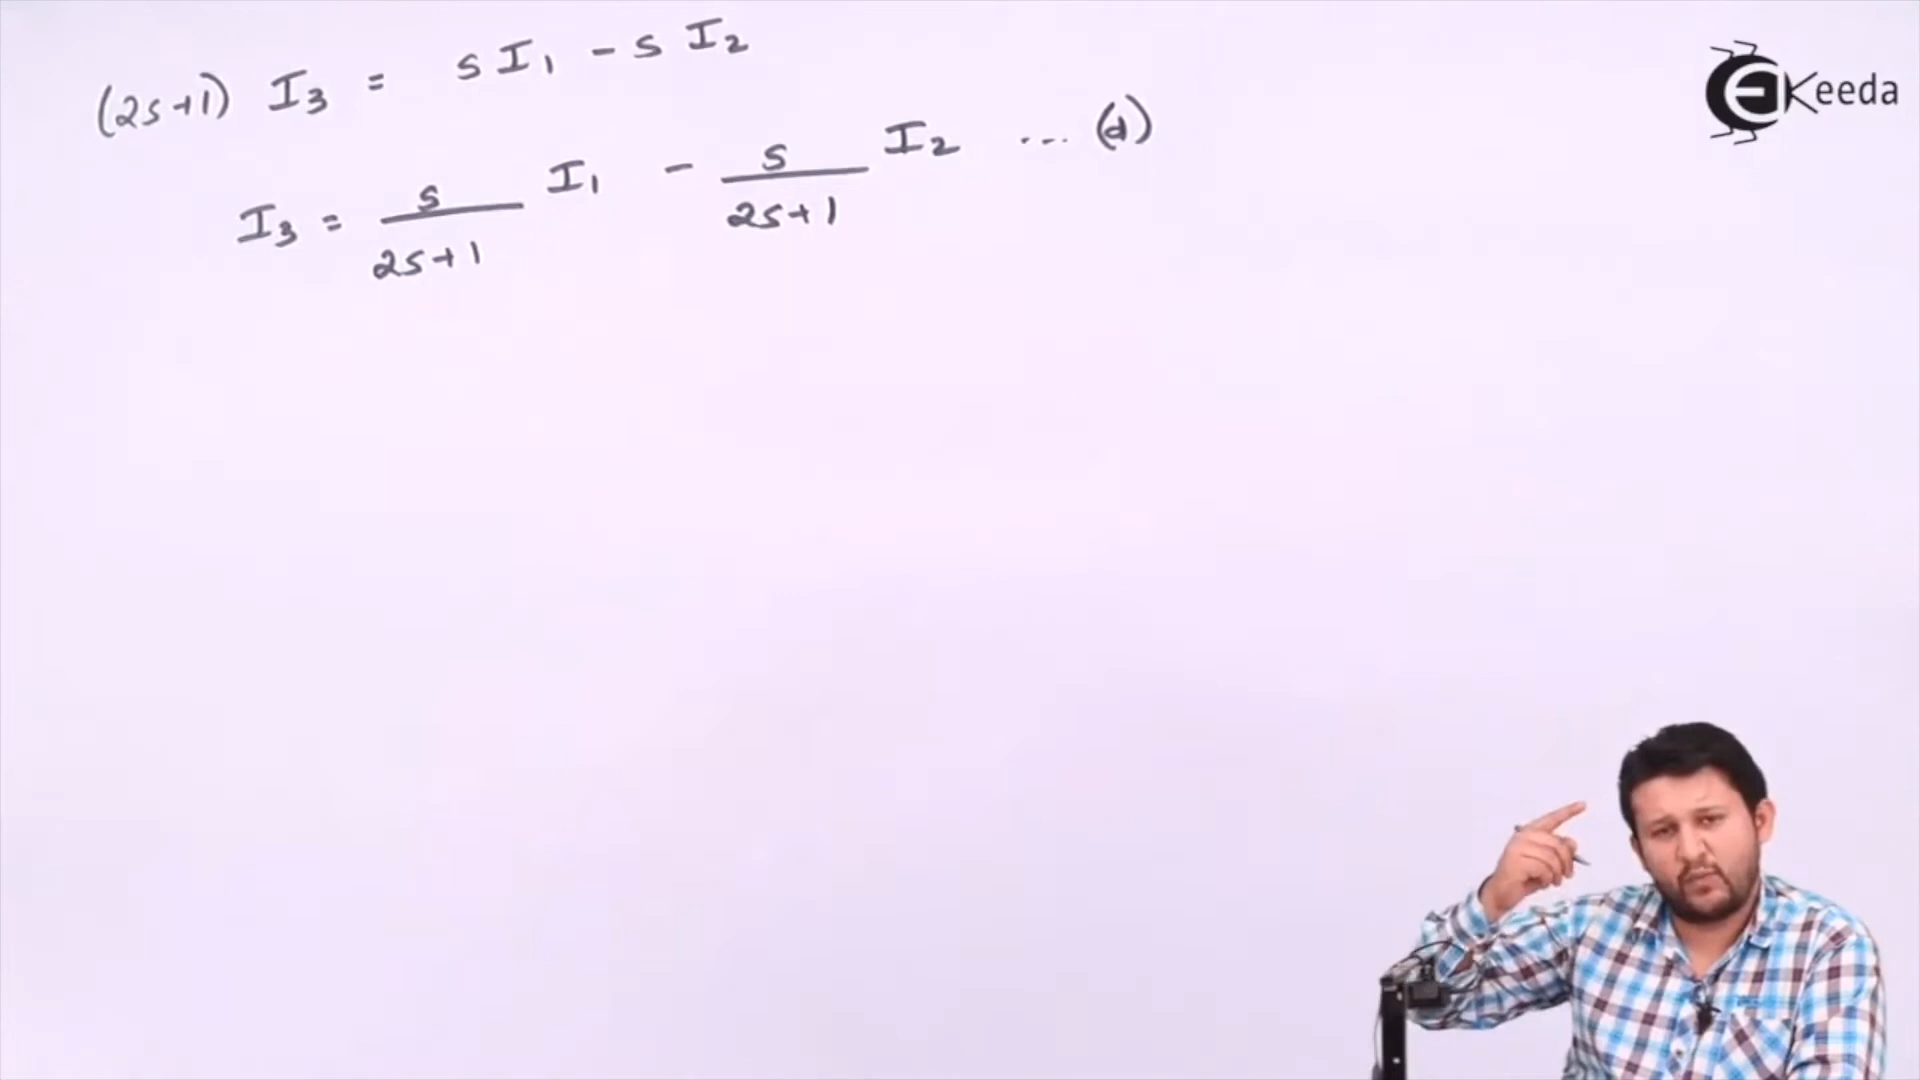 (2s+1) I₃ = s I₁ - s I₂
I₃ = s/2s+1 I₁ - s/2s+1 I₂ ... (d)
EKeeda